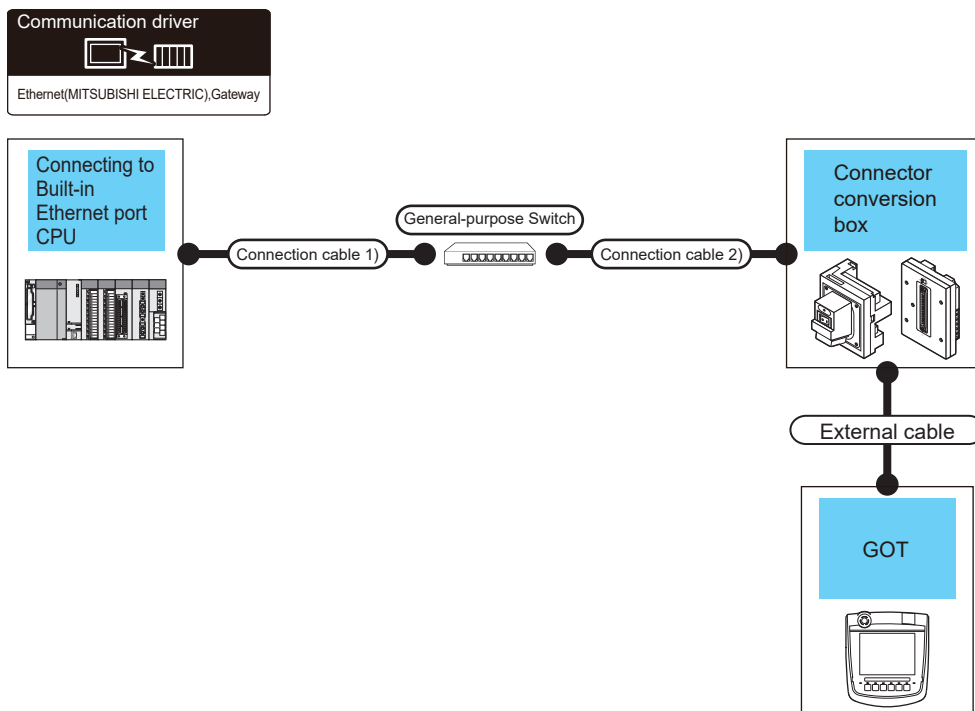 Communication driver
Ethernet(MITSUBISHI ELECTRIC),Gateway
Connecting to
Built-in
Ethernet port
CPU
Connection cable 1)
General-purpose Switch
Connection cable 2)
Connector
conversion
box
External cable
GOT